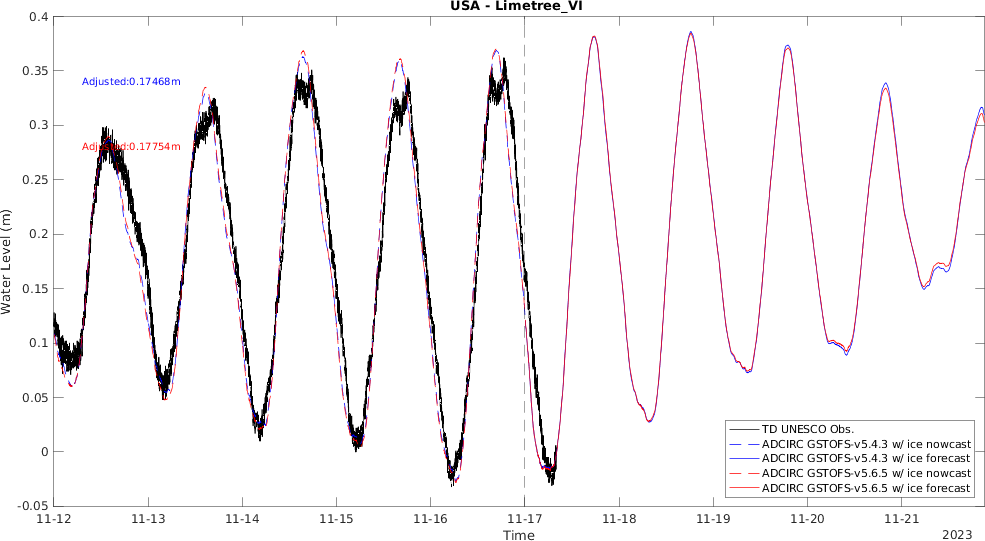 USA - Limetree_VI
0.4
0.35
0.3
0.25
0.2
0.15
0.1
0.05
0
-0.05
Water Level (m)
Adjusted:0.17468m
Adjusted:0.17754m
TD UNESCO Obs.
ADCIRC GSTOFS-v5.4.3 w/ ice nowcast
ADCIRC GSTOFS-v5.4.3 w/ ice forecast
ADCIRC GSTOFS-v5.6.5 w/ ice nowcast
ADCIRC GSTOFS-v5.6.5 w/ ice forecast
11-12 11-13 11-14 11-15 11-16 11-17 11-18 11-19 11-20 11-21
Time
2023